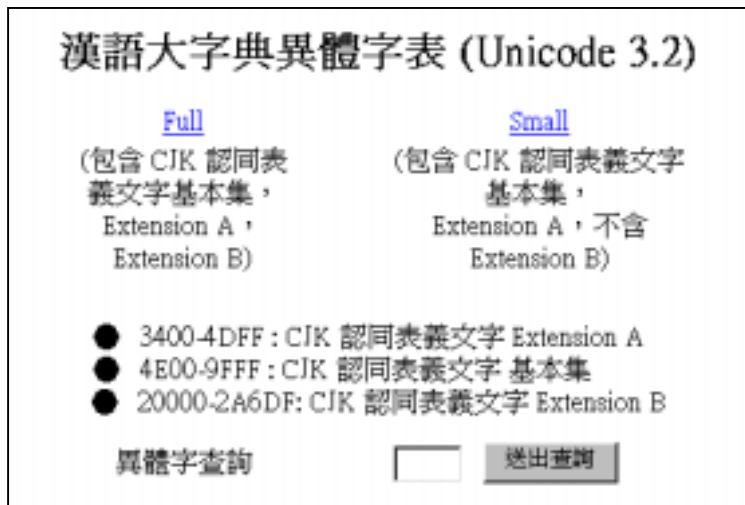 漢語大字典異體字表 (Unicode 3.2)
Full
(包含 CJK 認同表
義文字基本集，
Extension A，
Extension B)
Small
(包含 CJK 認同表義文字
基本集，
Extension A，不含
Extension B)
● 3400-4DFF : CJK 認同表義文字 Extension A
● 4E00-9FFF : CJK 認同表義文字 基本集
● 20000-2A6DF: CJK 認同表義文字 Extension B
異體字查詢
送出查詢